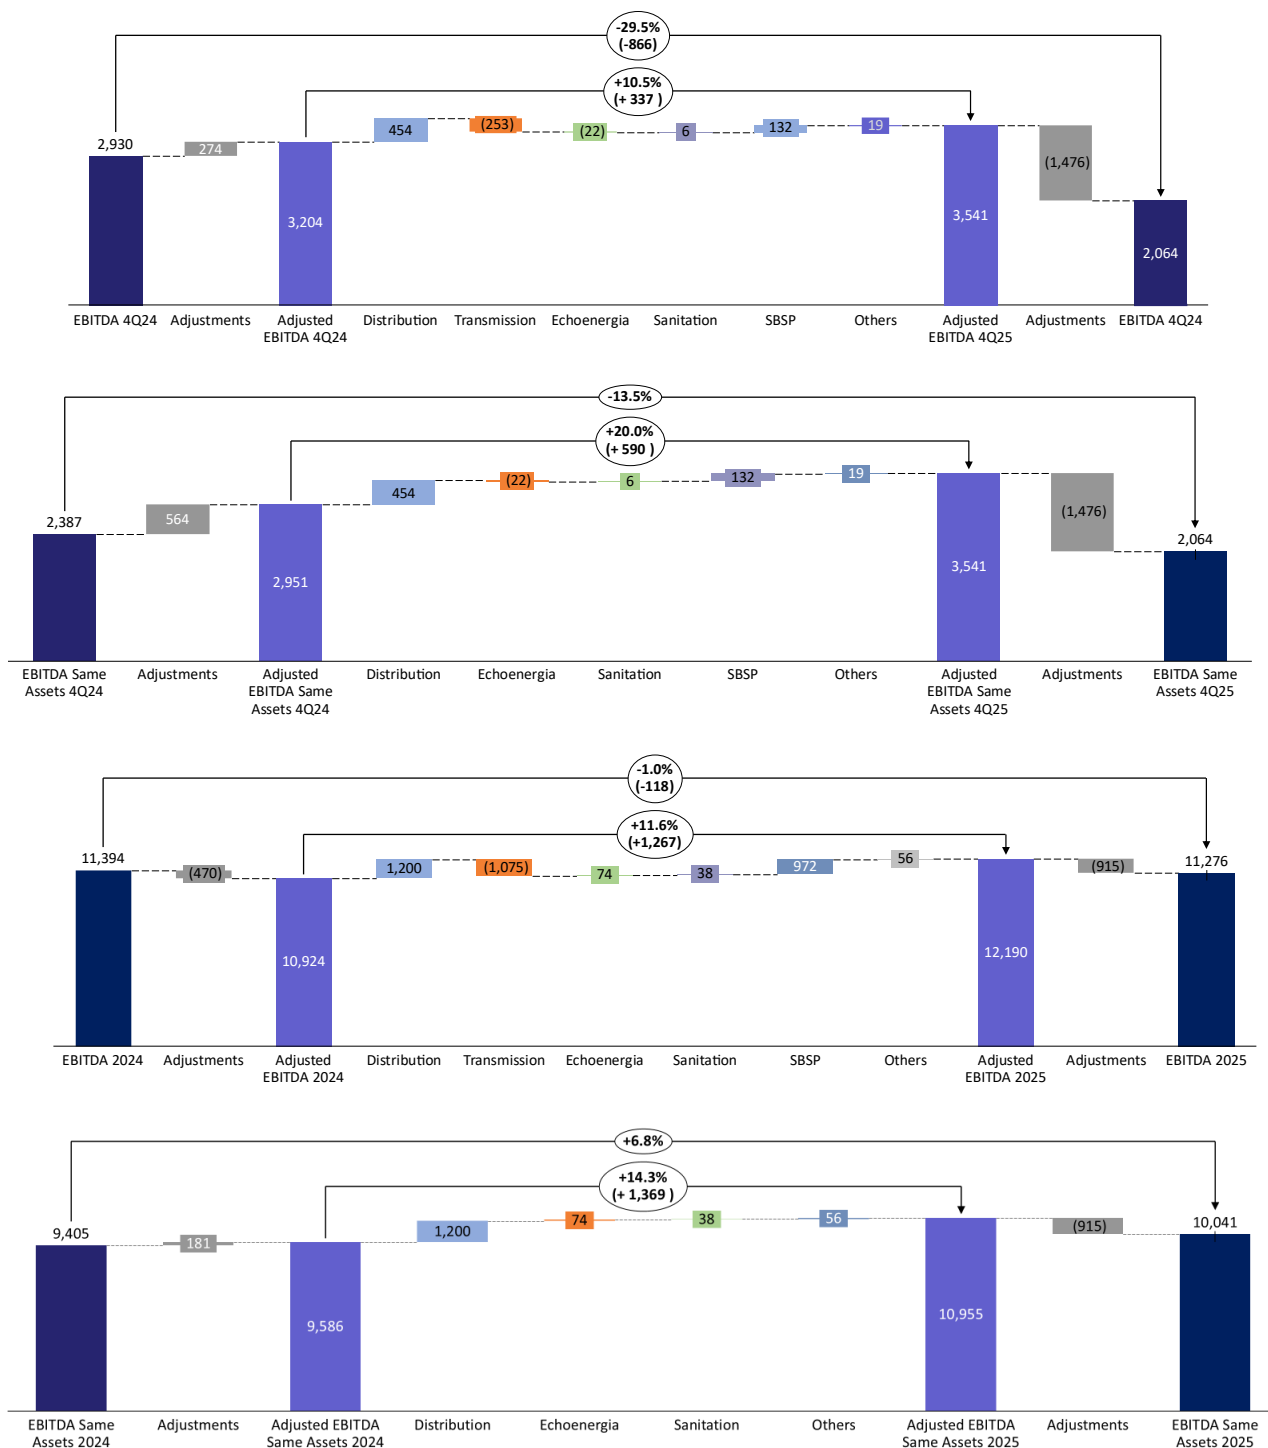 -29.5%
(-866)
+10.5%
(+ 337 )
2,930
274
3,204
454
(253)
(22)
6
132
19
3,541
(1,476)
2,064
EBITDA 4Q24
Adjustments
Adjusted
EBITDA 4Q24
Distribution
Transmission
Echoenergia
Sanitation
SBSP
Others
Adjusted
EBITDA 4Q25
Adjustments
EBITDA 4Q24
-13.5%
+20.0%
(+ 590 )
2,387
564
2,951
454
(22)
6
132
19
3,541
(1,476)
2,064
EBITDA Same
Assets 4Q24
Adjustments
Adjusted
EBITDA Same
Assets 4Q24
Distribution
Echoenergia
Sanitation
SBSP
Others
Adjusted
EBITDA Same
Assets 4Q25
Adjustments
EBITDA Same
Assets 4Q25
-1.0%
(-118)
+11.6%
(+1,267)
11,394
(470)
10,924
1,200
(1,075)
74
38
972
56
12,190
(915)
11,276
EBITDA 2024
Adjustments
Adjusted
EBITDA 2024
Distribution
Transmission
Echoenergia
Sanitation
SBSP
Others
Adjusted
EBITDA 2025
Adjustments
EBITDA 2025
+6.8%
+14.3%
(+ 1,369 )
9,405
181
9,586
1,200
74
38
56
10,955
(915)
10,041
EBITDA Same
Assets 2024
Adjustments
Adjusted EBITDA
Same Assets 2024
Distribution
Echoenergia
Sanitation
Others
Adjusted EBITDA
Same Assets 2025
Adjustments
EBITDA Same
Assets 2025